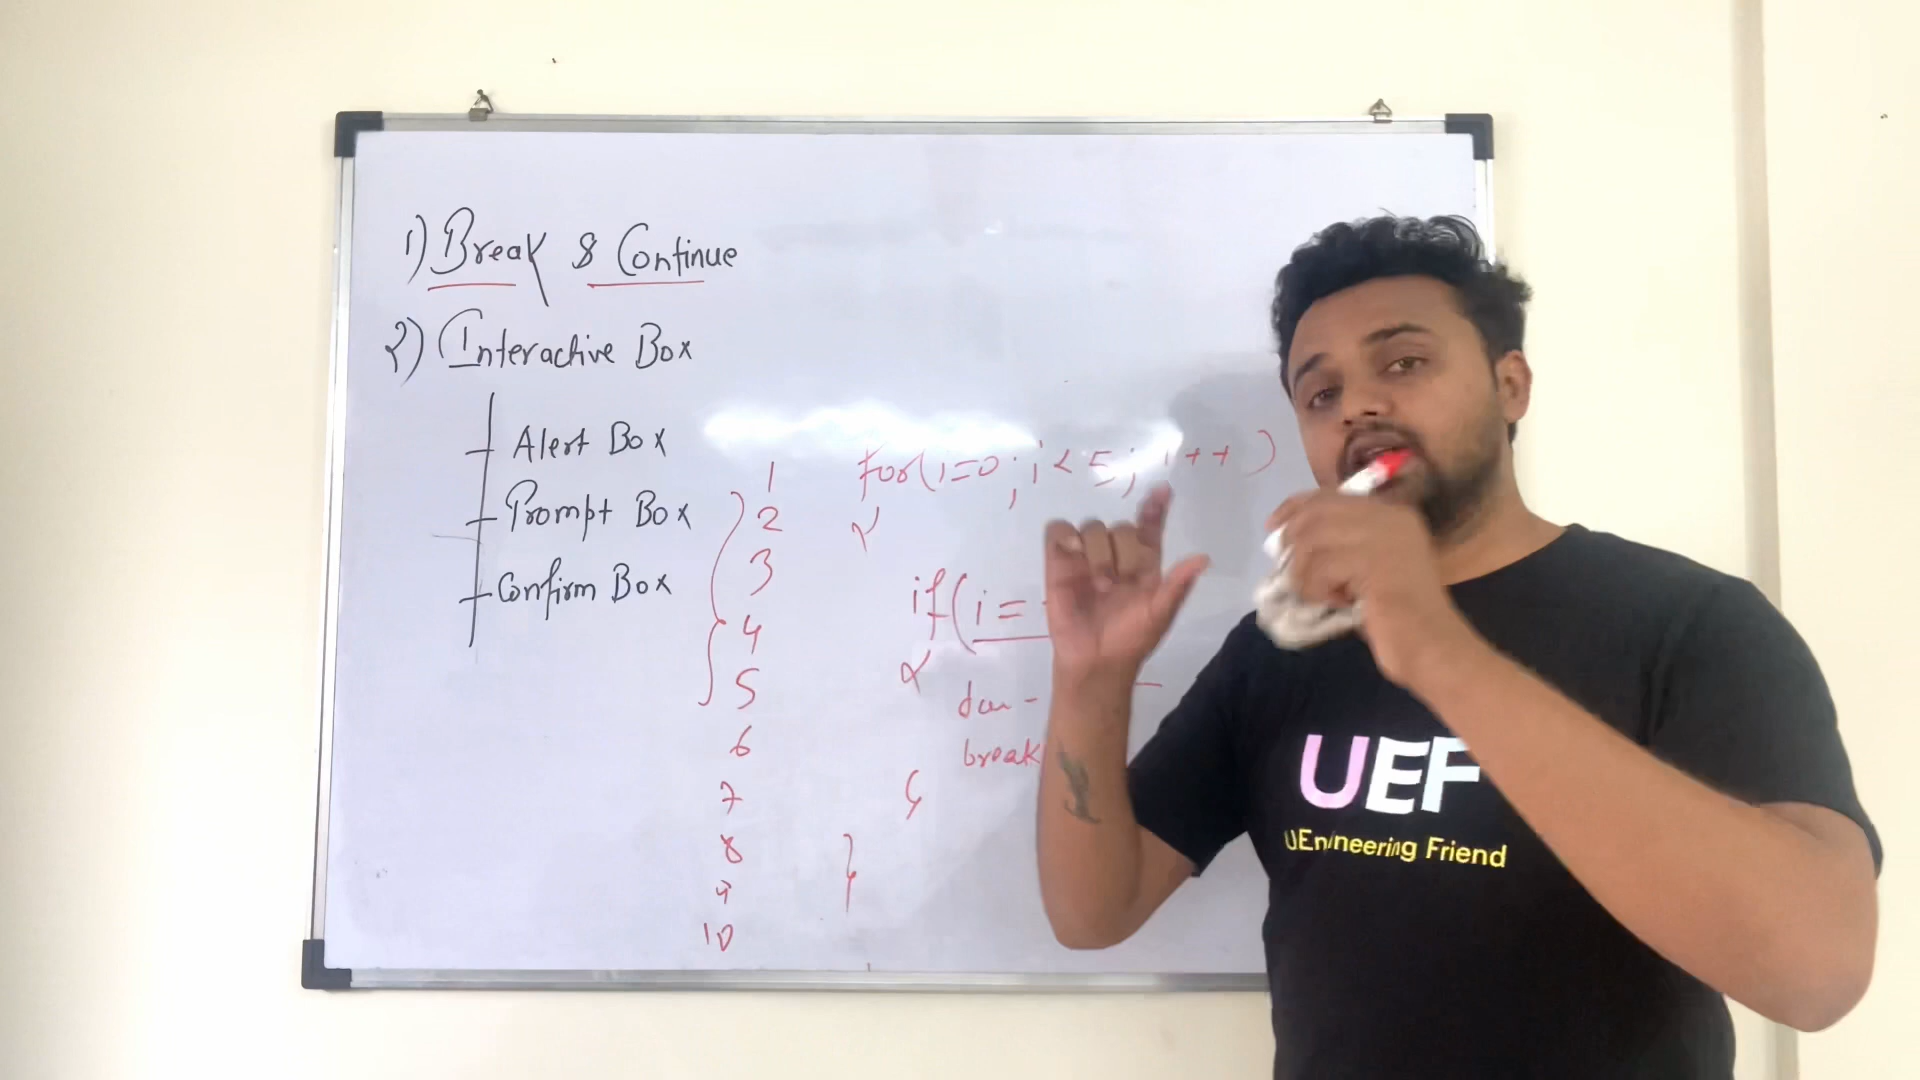 1) Break & Continue
2) Interactive Box
Alert Box
Prompt Box
Confirm Box
1
2
3
4
5
6
7
8
9
10
for(i=0; i<5; i++)
{
if(i=
{
break
}
}
UEF
UEngineering Friend